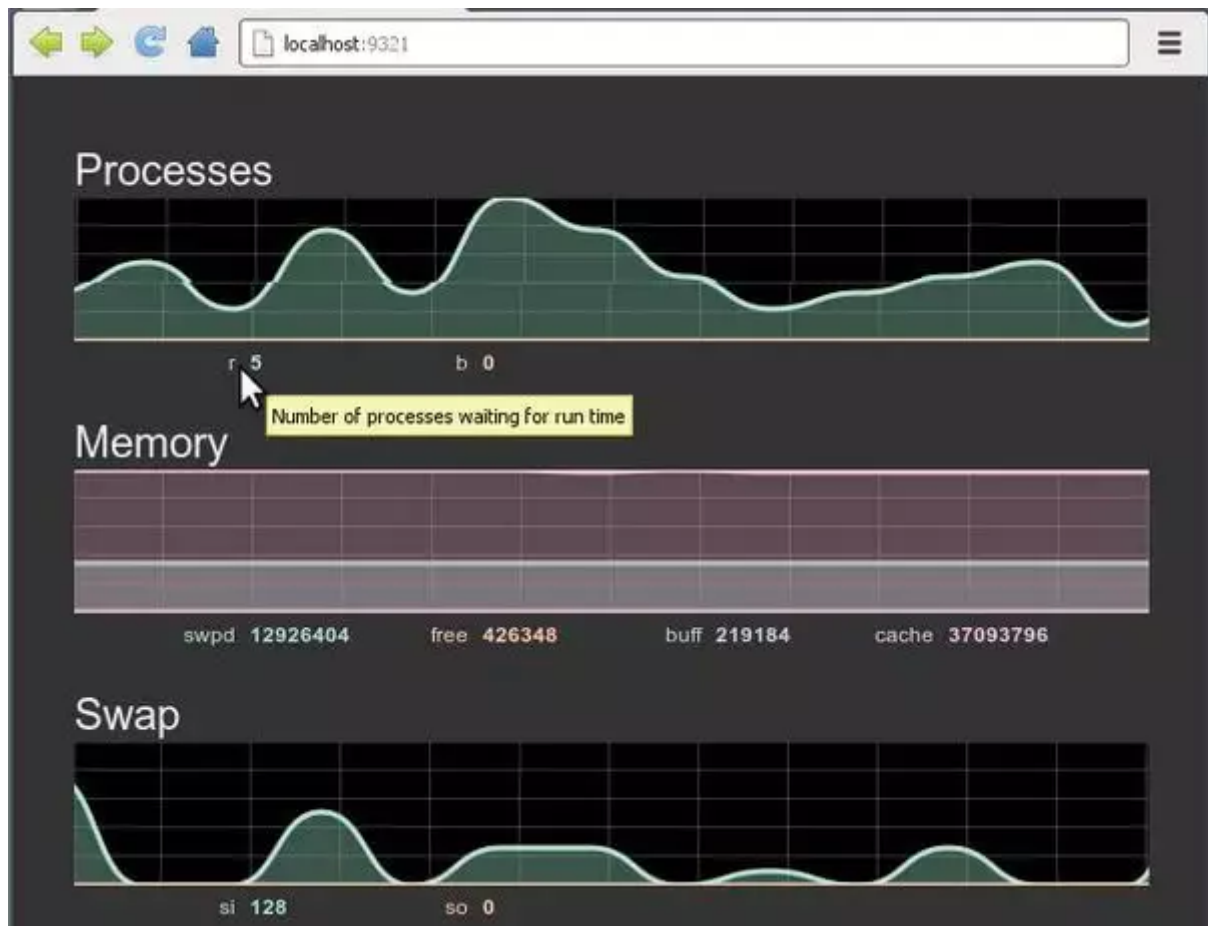 localhost:9321
Processes
r 5 b 0
Number of processes waiting for run time
Memory
swpd 12926404 free 426348 buff 219184 cache 37093796
Swap
si 128 so 0